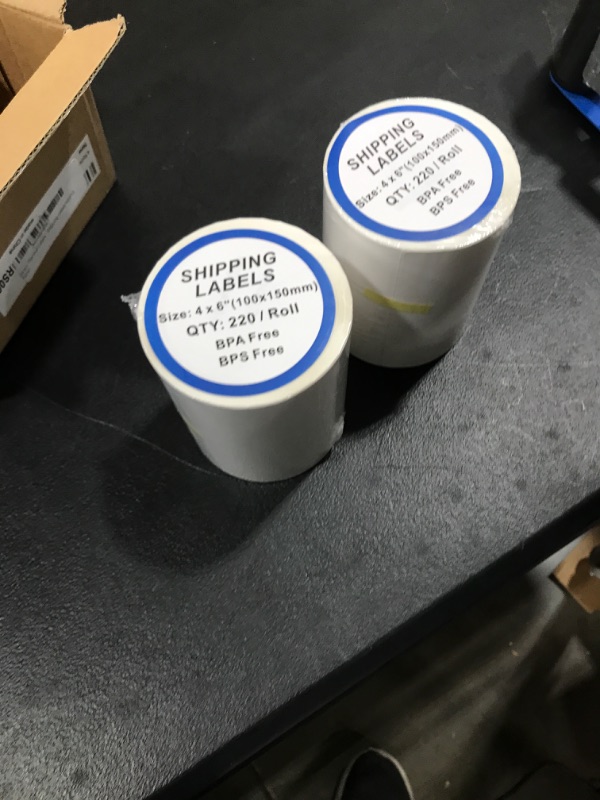 SHIPPING
LABELS
Size: 4 x 6"(100x150mm)
QTY: 220 / Roll
BPA Free
BPS Free
SHIPPING
LABELS
Size: 4 x 6"(100x150mm)
QTY: 220 / Roll
BPA Free
BPS Free